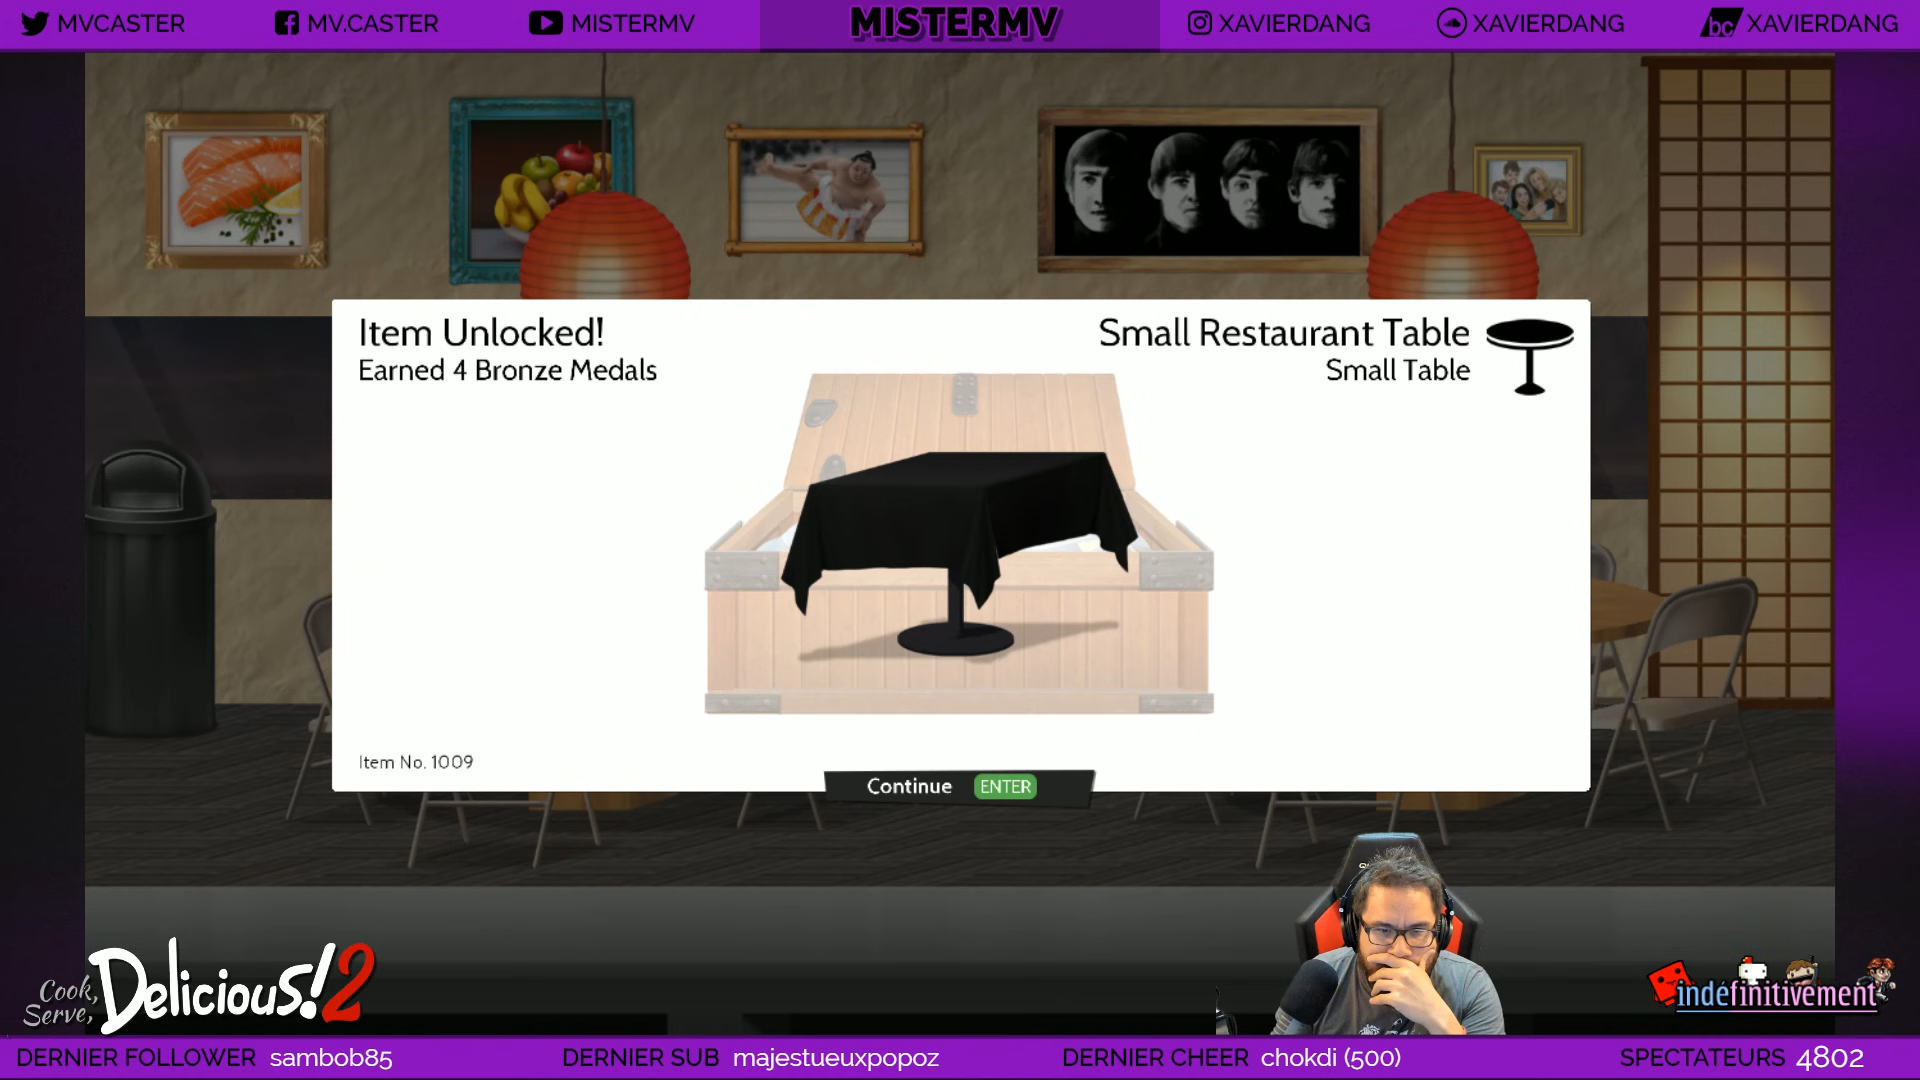 MVCASTER
MV.CASTER
MISTERMV
MISTERMV
XAVIERDANG
XAVIERDANG
bc XAVIERDANG
Item Unlocked!
Earned 4 Bronze Medals
Small Restaurant Table
Small Table
Item No. 1009
Continue ENTER
Cook,
Serve,
Delicious!2
indéfinitivement
DERNIER FOLLOWER sambob85
DERNIER SUB majestueuxpopoz
DERNIER CHEER chokdi (500)
SPECTATEURS 4802